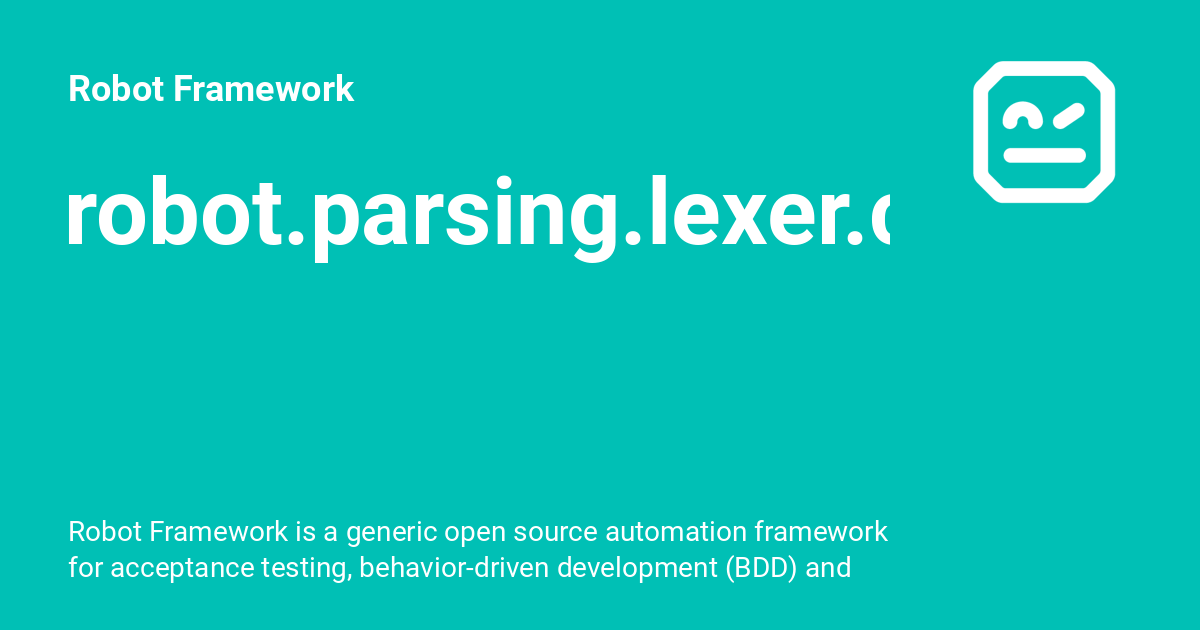 Robot Framework
robot.parsing.lexer.
Robot Framework is a generic open source automation framework
for acceptance testing, behavior-driven development (BDD) and